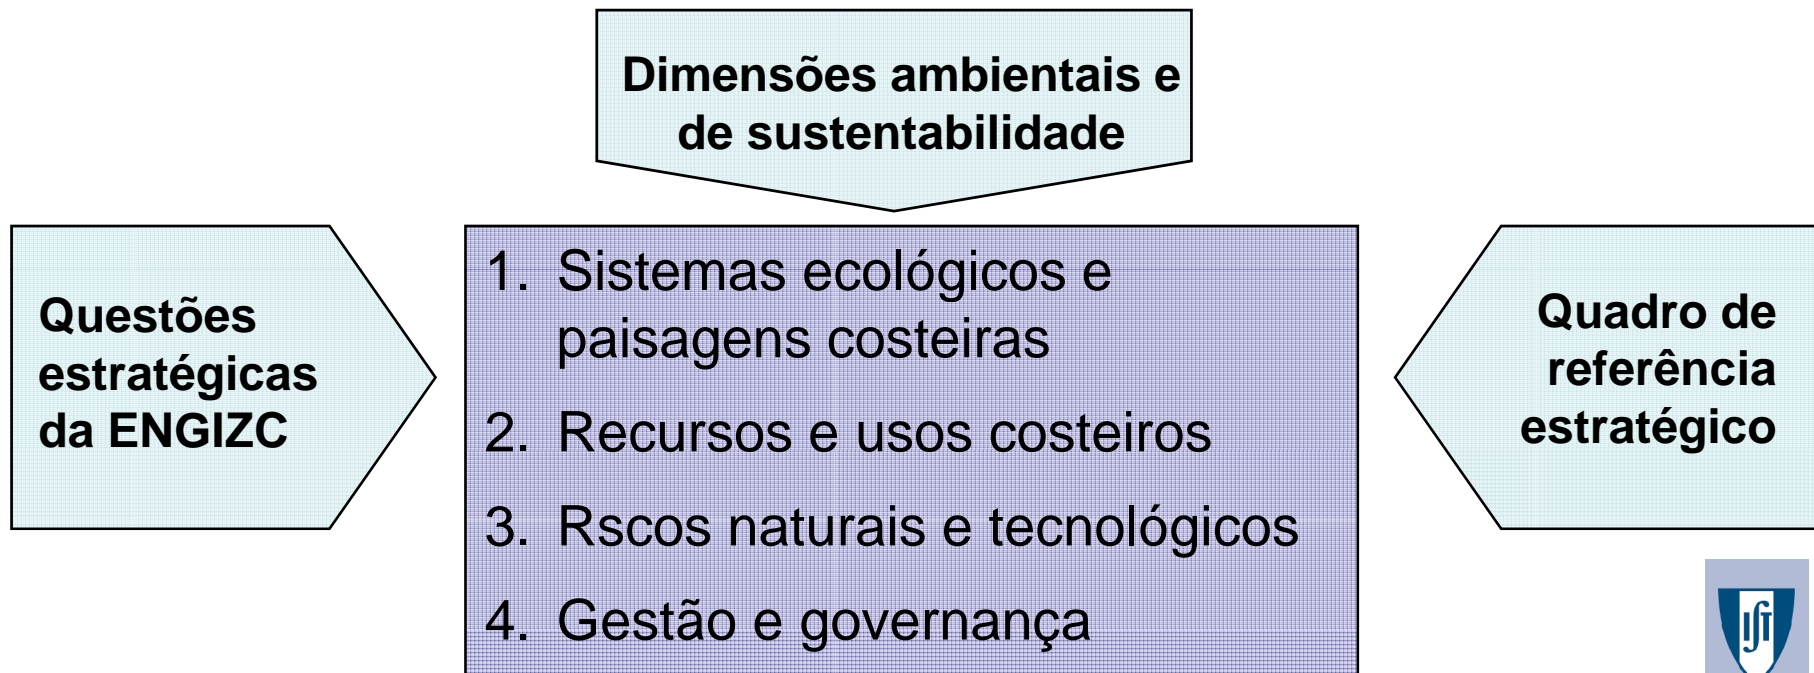 Dimensões ambientais e
de sustentabilidade
Questões
estratégicas
da ENGIZC
1. Sistemas ecológicos e
paisagens costeiras
2. Recursos e usos costeiros
3. Rscos naturais e tecnológicos
4. Gestão e governança
Quadro de
referência
estratégico